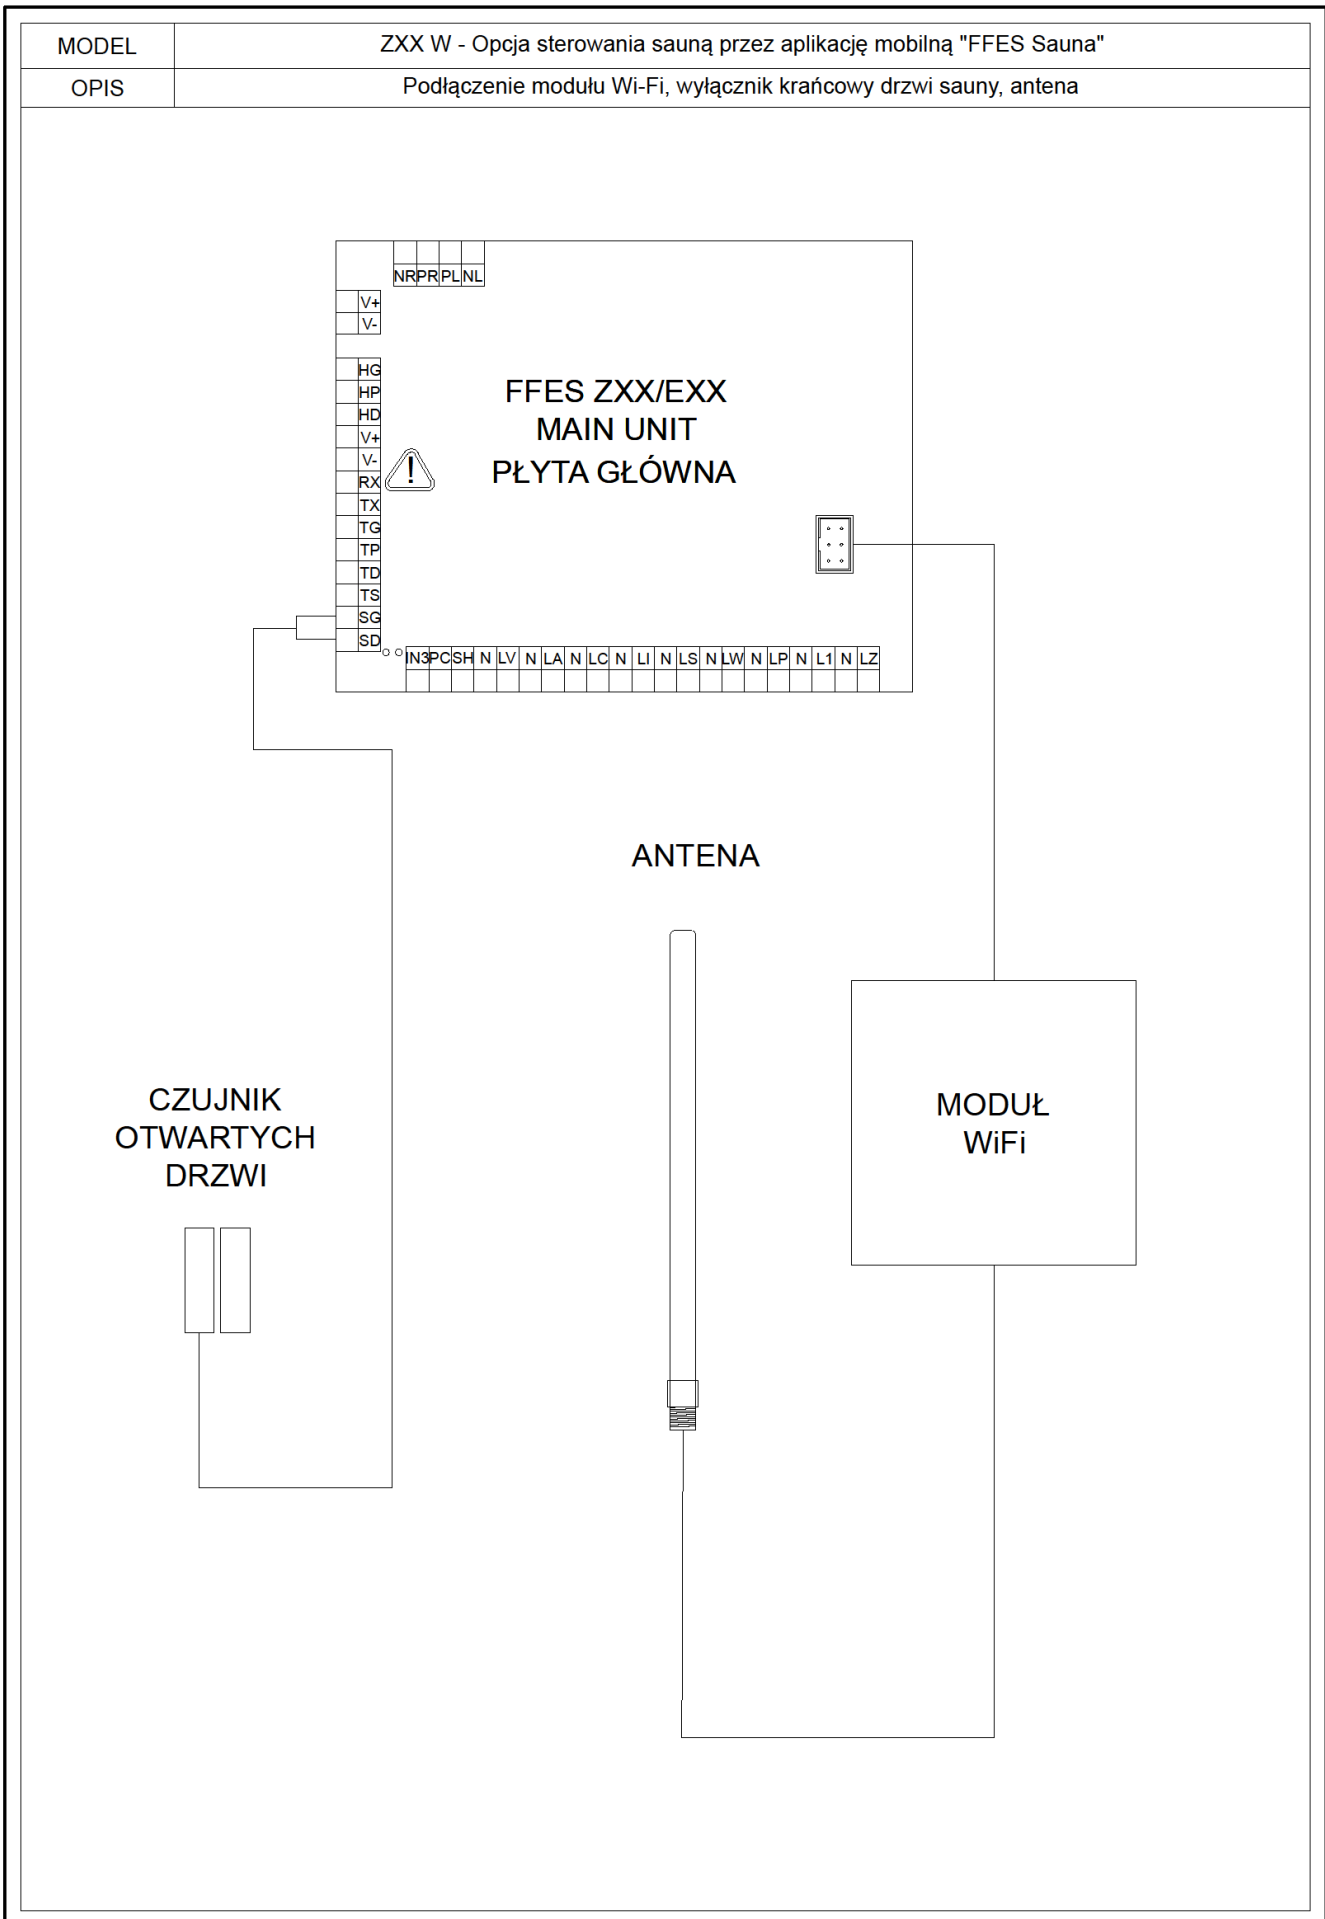 MODEL ZXX W - Opcja sterowania sauną przez aplikację mobilną "FFES Sauna"
OPIS Podłączenie modułu Wi-Fi, wyłącznik krańcowy drzwi sauny, antena
NR PR PL NL
V+
V-
HG
HP
HD
V+
V-
RX
TX
TG
TP
TD
TS
SG
SD
!
FFES ZXX/EXX
MAIN UNIT
PŁYTA GŁÓWNA
IN3 PC SH N LV N LA N LC N LI N LS N LW N LP N L1 N LZ
ANTENA
CZUJNIK
OTWARTYCH
DRZWI
MODUŁ
WiFi